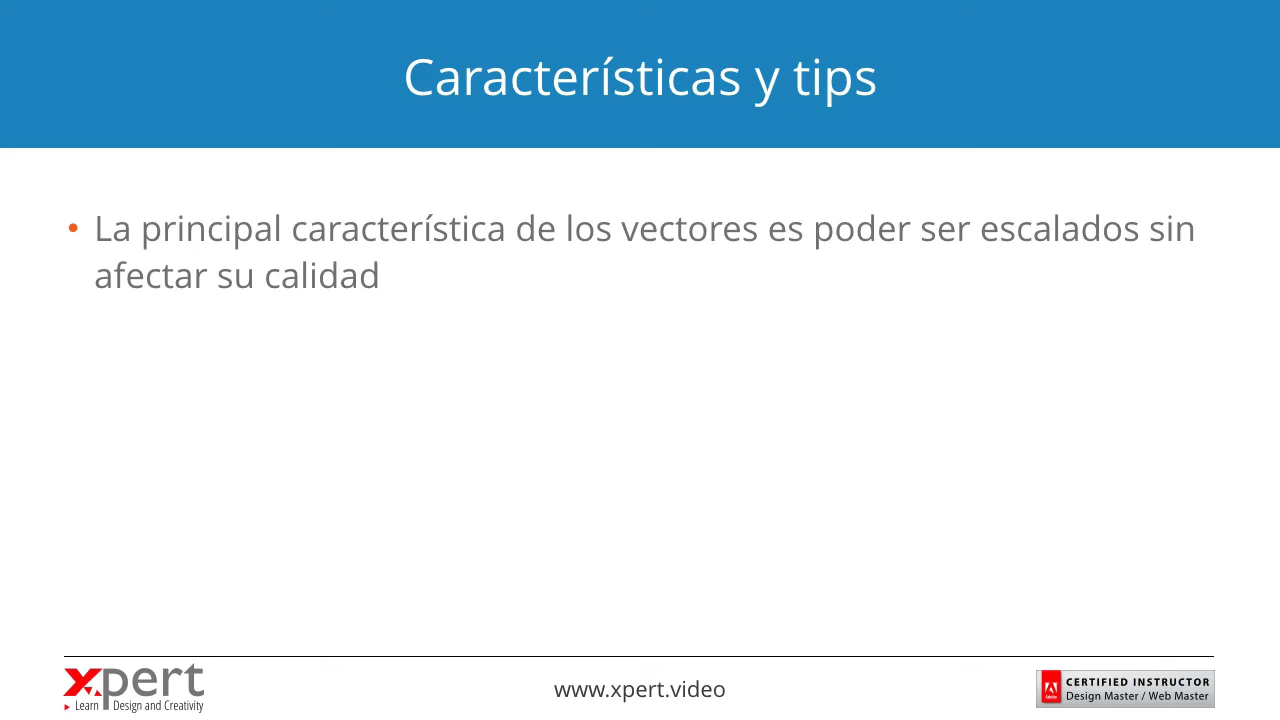 Características y tips
• La principal característica de los vectores es poder ser escalados sin
afectar su calidad
xpert
Learn Design and Creativity
www.xpert.video
Adobe
CERTIFIED INSTRUCTOR
Design Master / Web Master